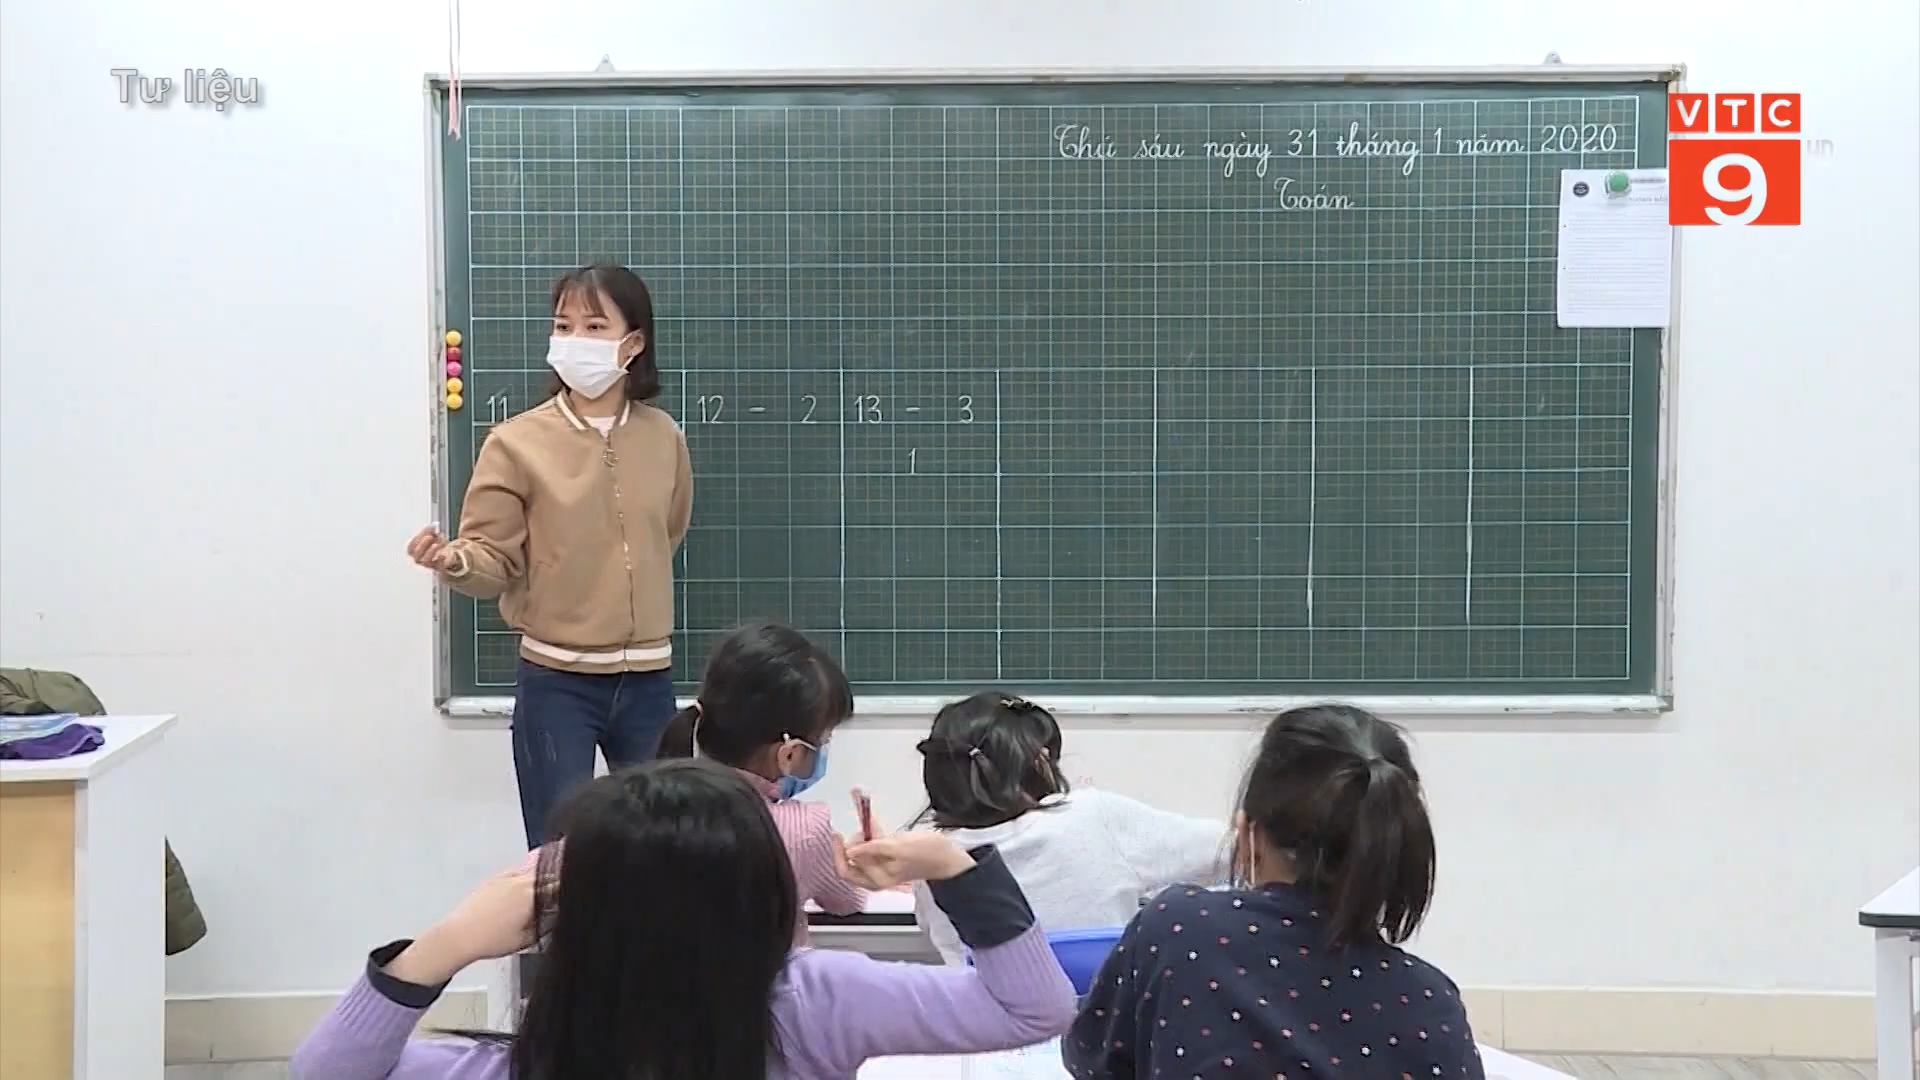 Tư liệu
VTC
9
un
Thứ sáu ngày 31 tháng 1 năm 2020
Toán
11
12 - 2
13 - 3
1